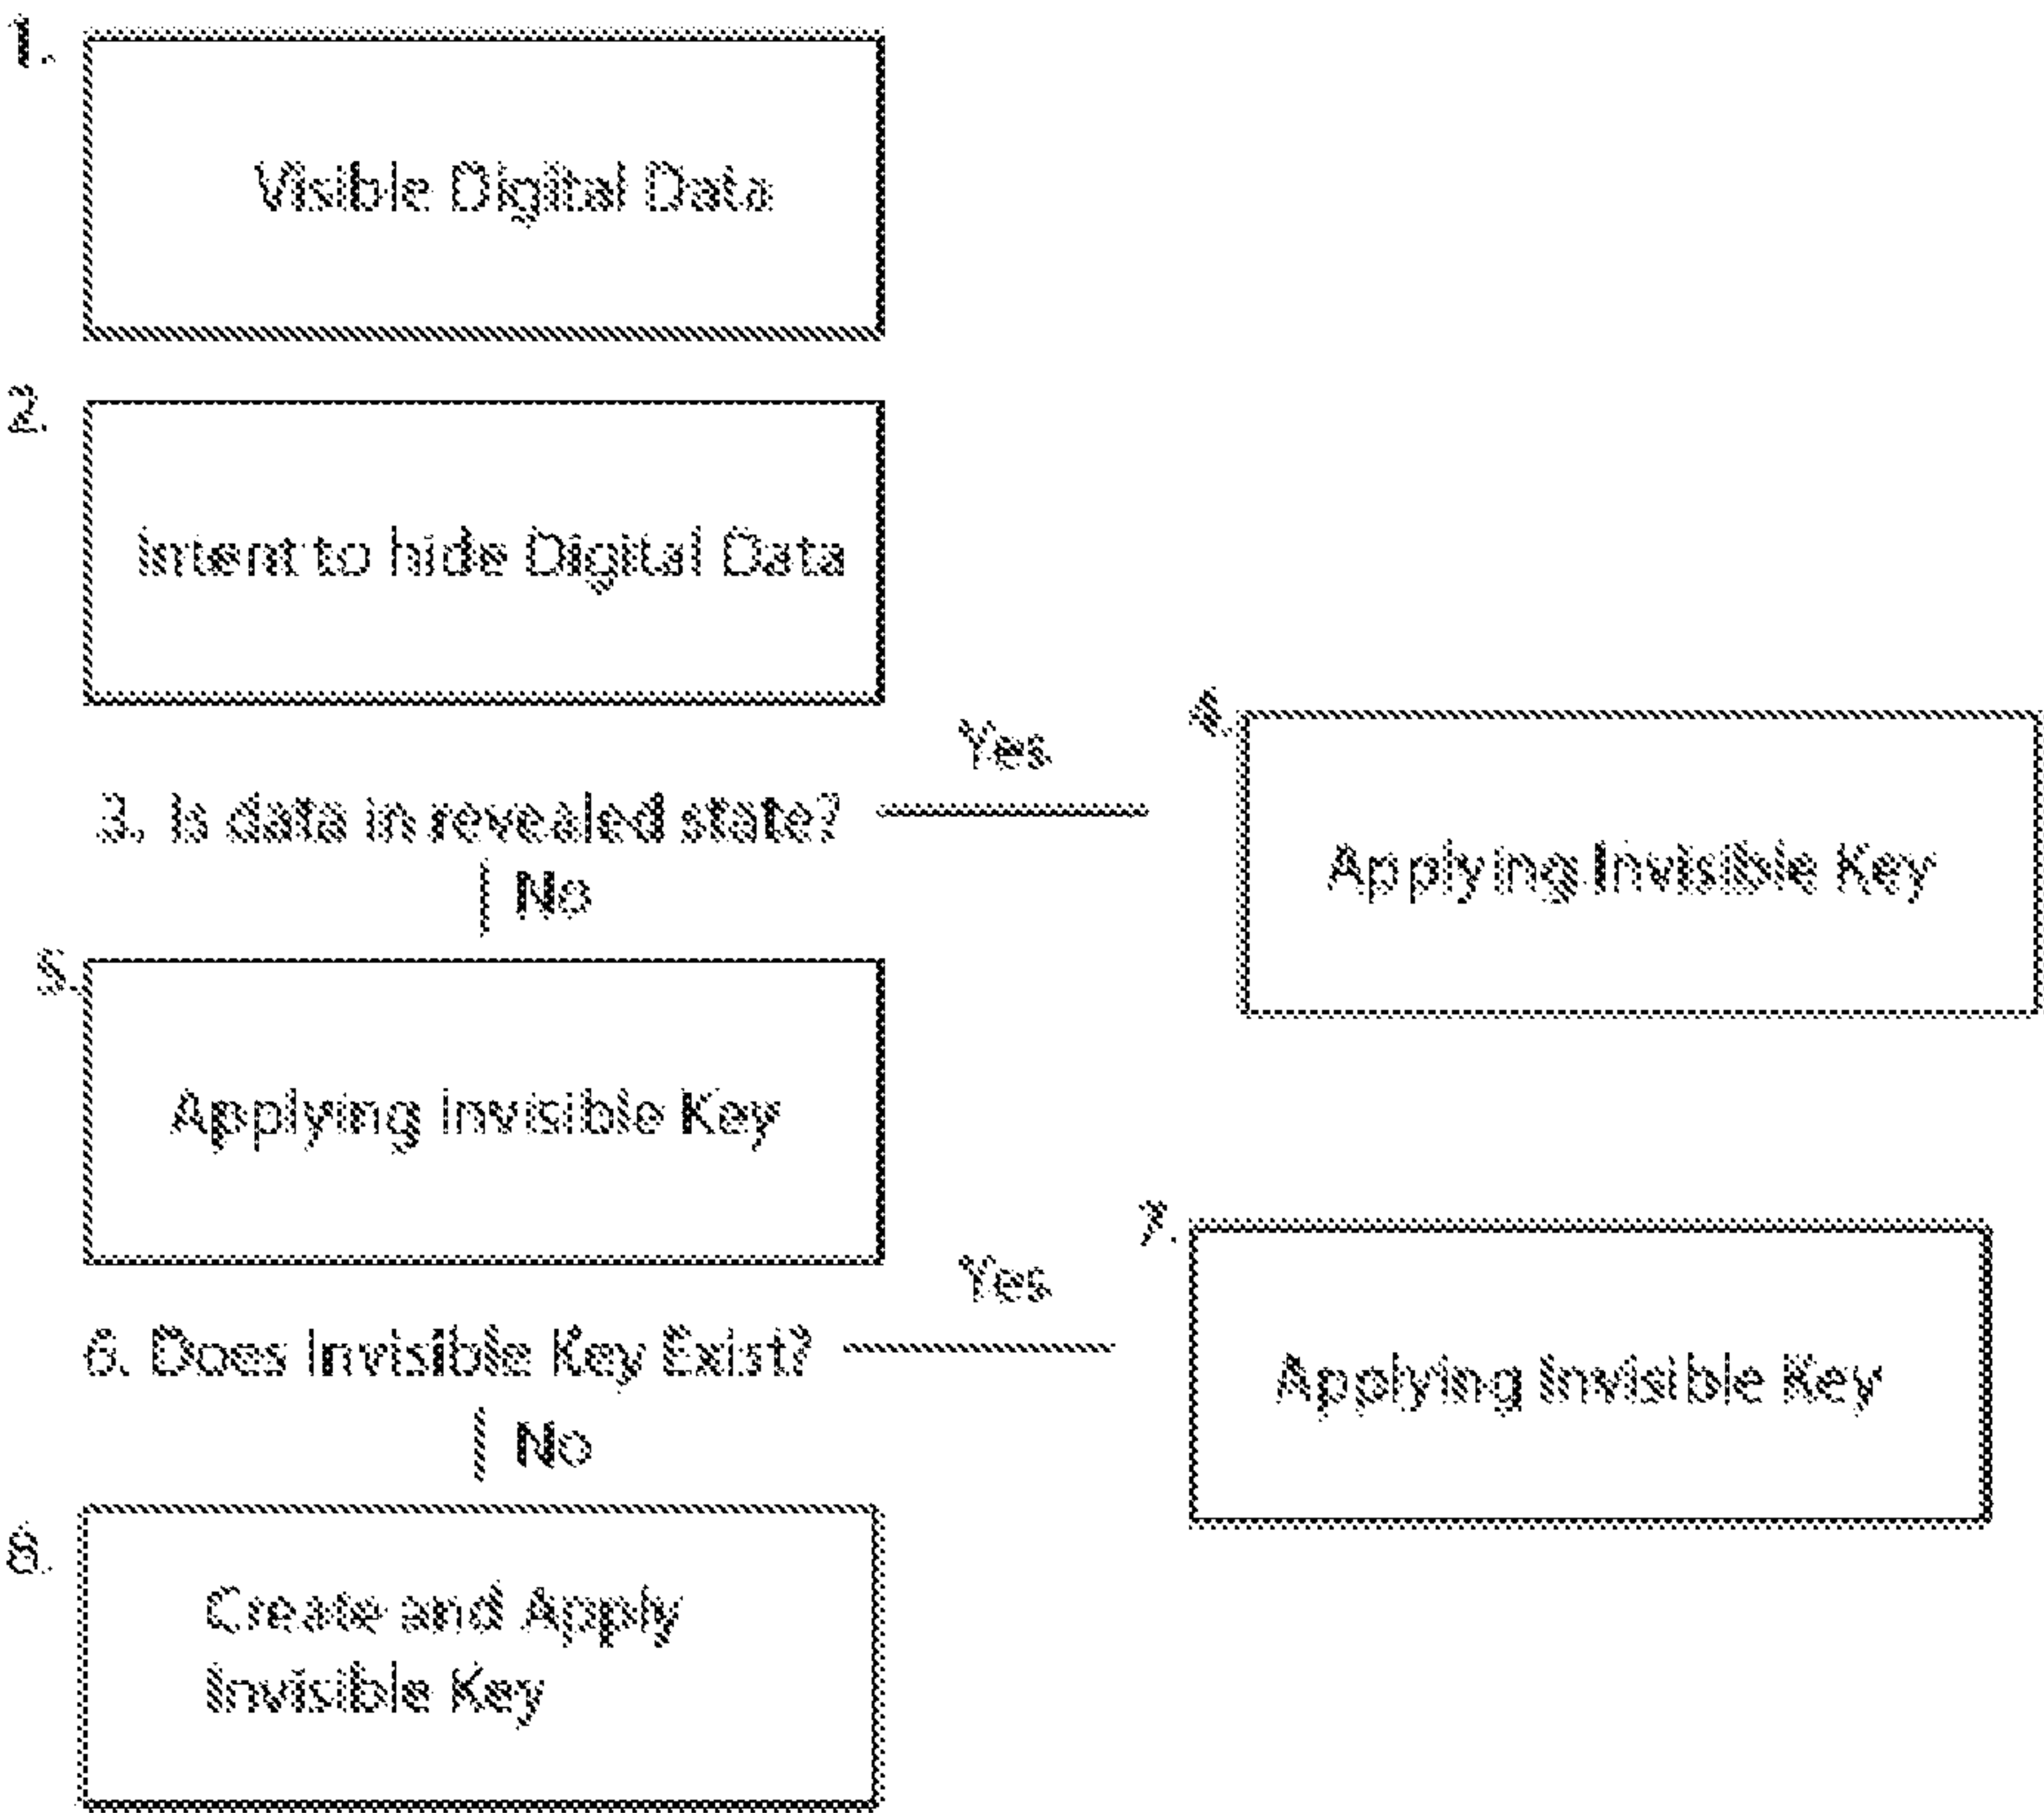 1.
Visible Digital Data
2.
Intent to hide Digital Data
Yes
3. Is data in revealed state?
No
4.
Applying Invisible Key
5.
Applying Invisible Key
Yes
6. Does Invisible Key Exist?
No
7.
Applying Invisible Key
8.
Create and Apply
Invisible Key